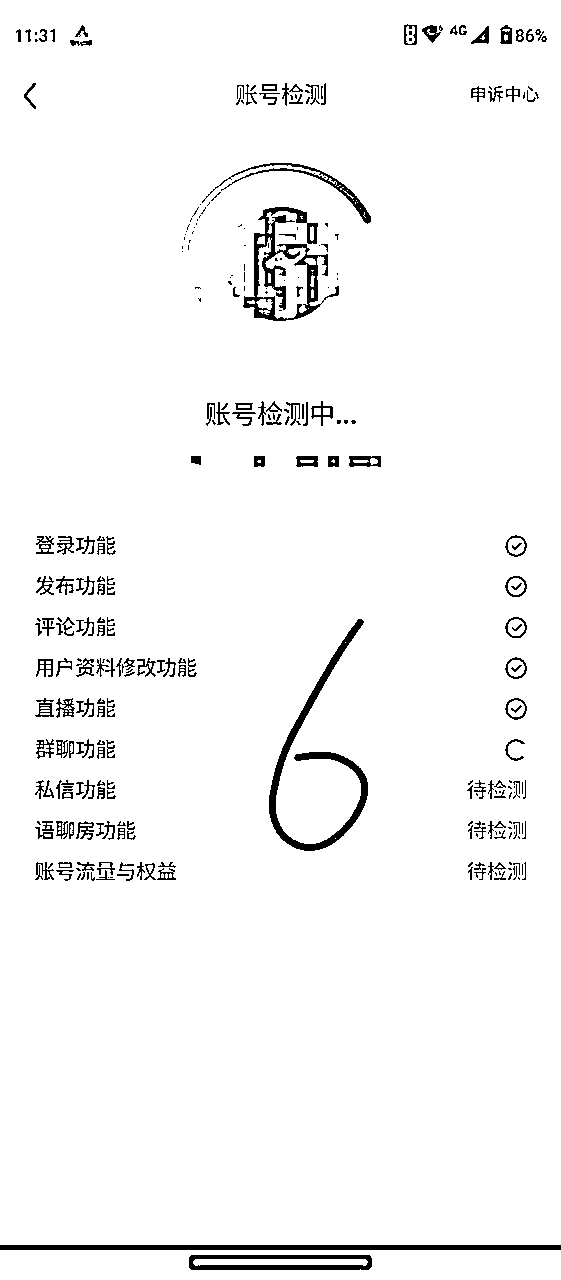 11:31 4G 86%
账号检测 申诉中心
账号检测中...
登录功能
发布功能
评论功能
用户资料修改功能
直播功能
群聊功能
私信功能 待检测
语聊房功能 待检测
账号流量与权益 待检测
6